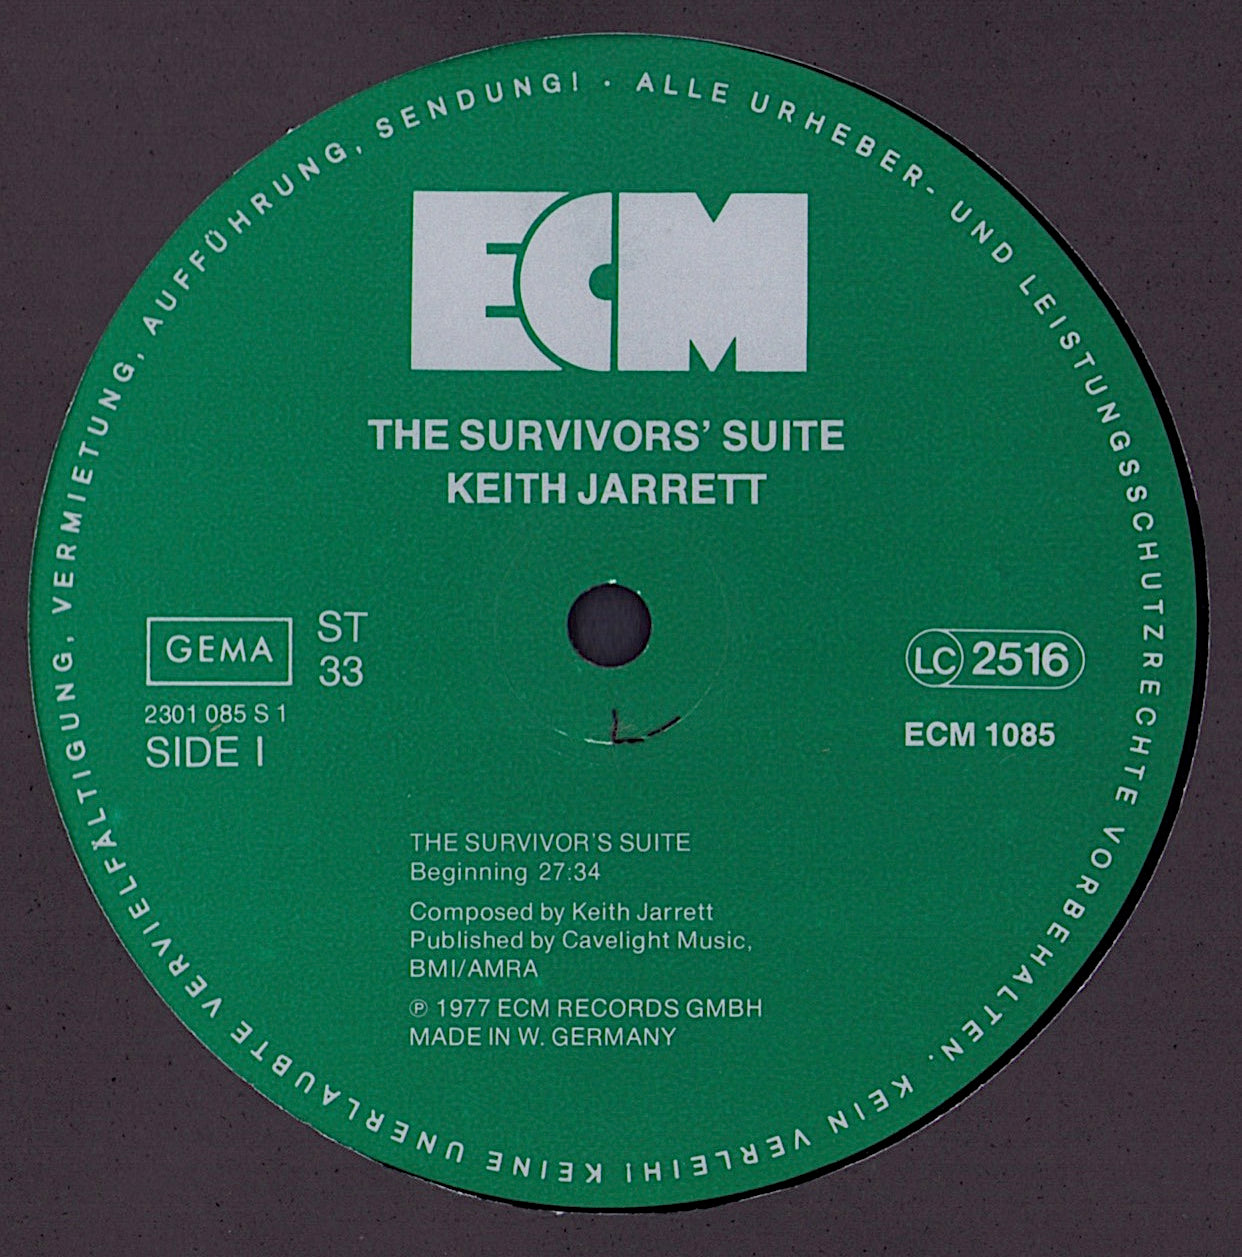 ALLE URHEBER- UND LEISTUNGSSCHUTZRECHTE VORBEHALTEN. KEIN VERLEIH! KEINE UNERLAUBTE VERVIELFÄLTIGUNG, VERMIETUNG, AUFFÜHRUNG, SENDUNG! ·
ECM
THE SURVIVORS’ SUITE
KEITH JARRETT
GEMA
ST
33
2301 085 S 1
SIDE I
LC 2516
ECM 1085
THE SURVIVOR’S SUITE
Beginning 27:34
Composed by Keith Jarrett
Published by Cavelight Music,
BMI/AMRA
℗ 1977 ECM RECORDS GMBH
MADE IN W. GERMANY